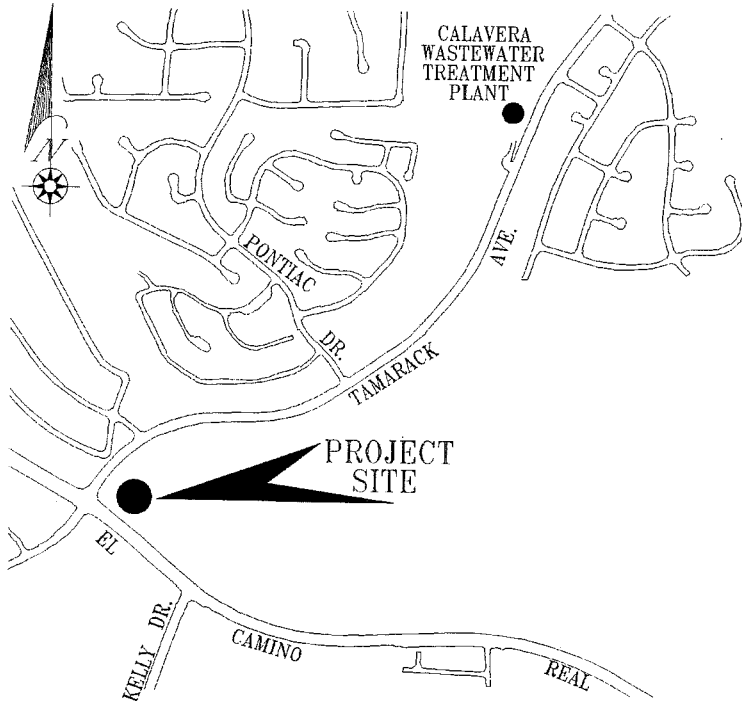 CALAVERA
WASTEWATER
TREATMENT
PLANT
N
PONTIAC
DR.
AVE.
TAMARACK
PROJECT
SITE
EL
CAMINO
REAL
KELLY DR.